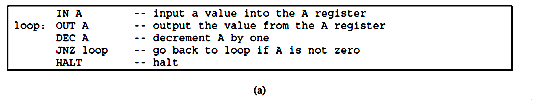 IN A -- input a value into the A register
loop: OUT A -- output the value from the A register
DEC A -- decrement A by one
JNZ loop -- go back to loop if A is not zero
HALT -- halt
(a)